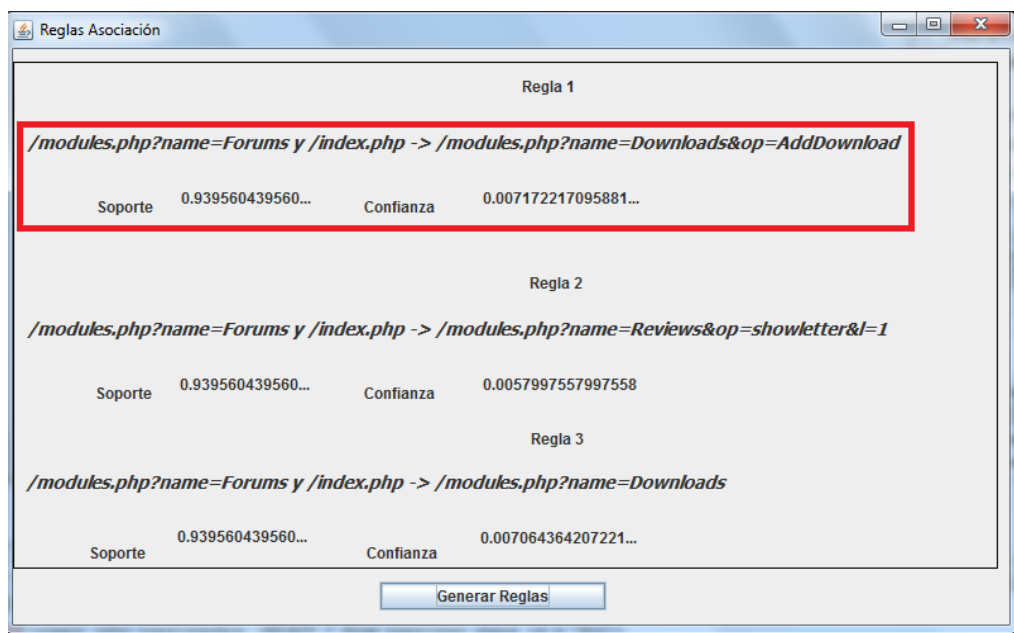 Reglas Asociación
Regla 1
/modules.php?name=Forums y /index.php -> /modules.php?name=Downloads&op=AddDownload
Soporte 0.939560439560... Confianza 0.007172217095881...
Regla 2
/modules.php?name=Forums y /index.php -> /modules.php?name=Reviews&op=showletter&l=1
Soporte 0.939560439560... Confianza 0.0057997557997558
Regla 3
/modules.php?name=Forums y /index.php -> /modules.php?name=Downloads
Soporte 0.939560439560... Confianza 0.007064364207221...
Generar Reglas